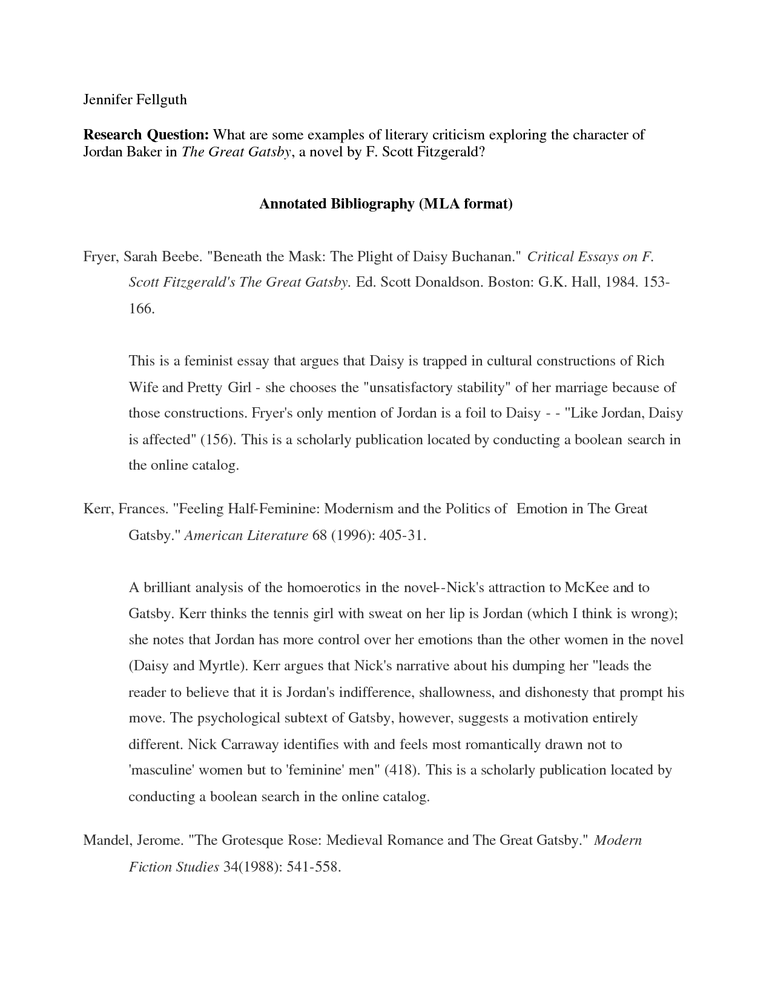 Jennifer Fellguth
Research Question: What are some examples of literary criticism exploring the character of
Jordan Baker in The Great Gatsby, a novel by F. Scott Fitzgerald?
Annotated Bibliography (MLA format)
Fryer, Sarah Beebe. "Beneath the Mask: The Plight of Daisy Buchanan." Critical Essays on F.
Scott Fitzgerald's The Great Gatsby. Ed. Scott Donaldson. Boston: G.K. Hall, 1984. 153-
166.
This is a feminist essay that argues that Daisy is trapped in cultural constructions of Rich
Wife and Pretty Girl - she chooses the "unsatisfactory stability" of her marriage because of
those constructions. Fryer's only mention of Jordan is a foil to Daisy - - "Like Jordan, Daisy
is affected" (156). This is a scholarly publication located by conducting a boolean search in
the online catalog.
Kerr, Frances. "Feeling Half-Feminine: Modernism and the Politics of Emotion in The Great
Gatsby." American Literature 68 (1996): 405-31.
A brilliant analysis of the homoerotics in the novel--Nick's attraction to McKee and to
Gatsby. Kerr thinks the tennis girl with sweat on her lip is Jordan (which I think is wrong);
she notes that Jordan has more control over her emotions than the other women in the novel
(Daisy and Myrtle). Kerr argues that Nick's narrative about his dumping her "leads the
reader to believe that it is Jordan's indifference, shallowness, and dishonesty that prompt his
move. The psychological subtext of Gatsby, however, suggests a motivation entirely
different. Nick Carraway identifies with and feels most romantically drawn not to
'masculine' women but to 'feminine' men" (418). This is a scholarly publication located by
conducting a boolean search in the online catalog.
Mandel, Jerome. "The Grotesque Rose: Medieval Romance and The Great Gatsby." Modern
Fiction Studies 34(1988): 541-558.